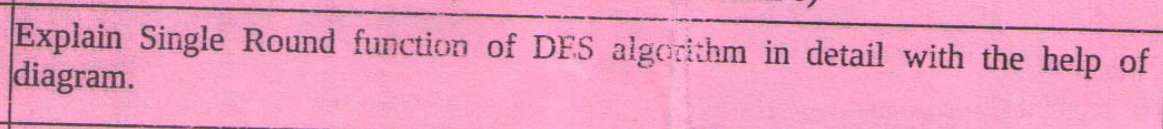 Explain Single Round function of DES algorithm in detail with the help of
diagram.